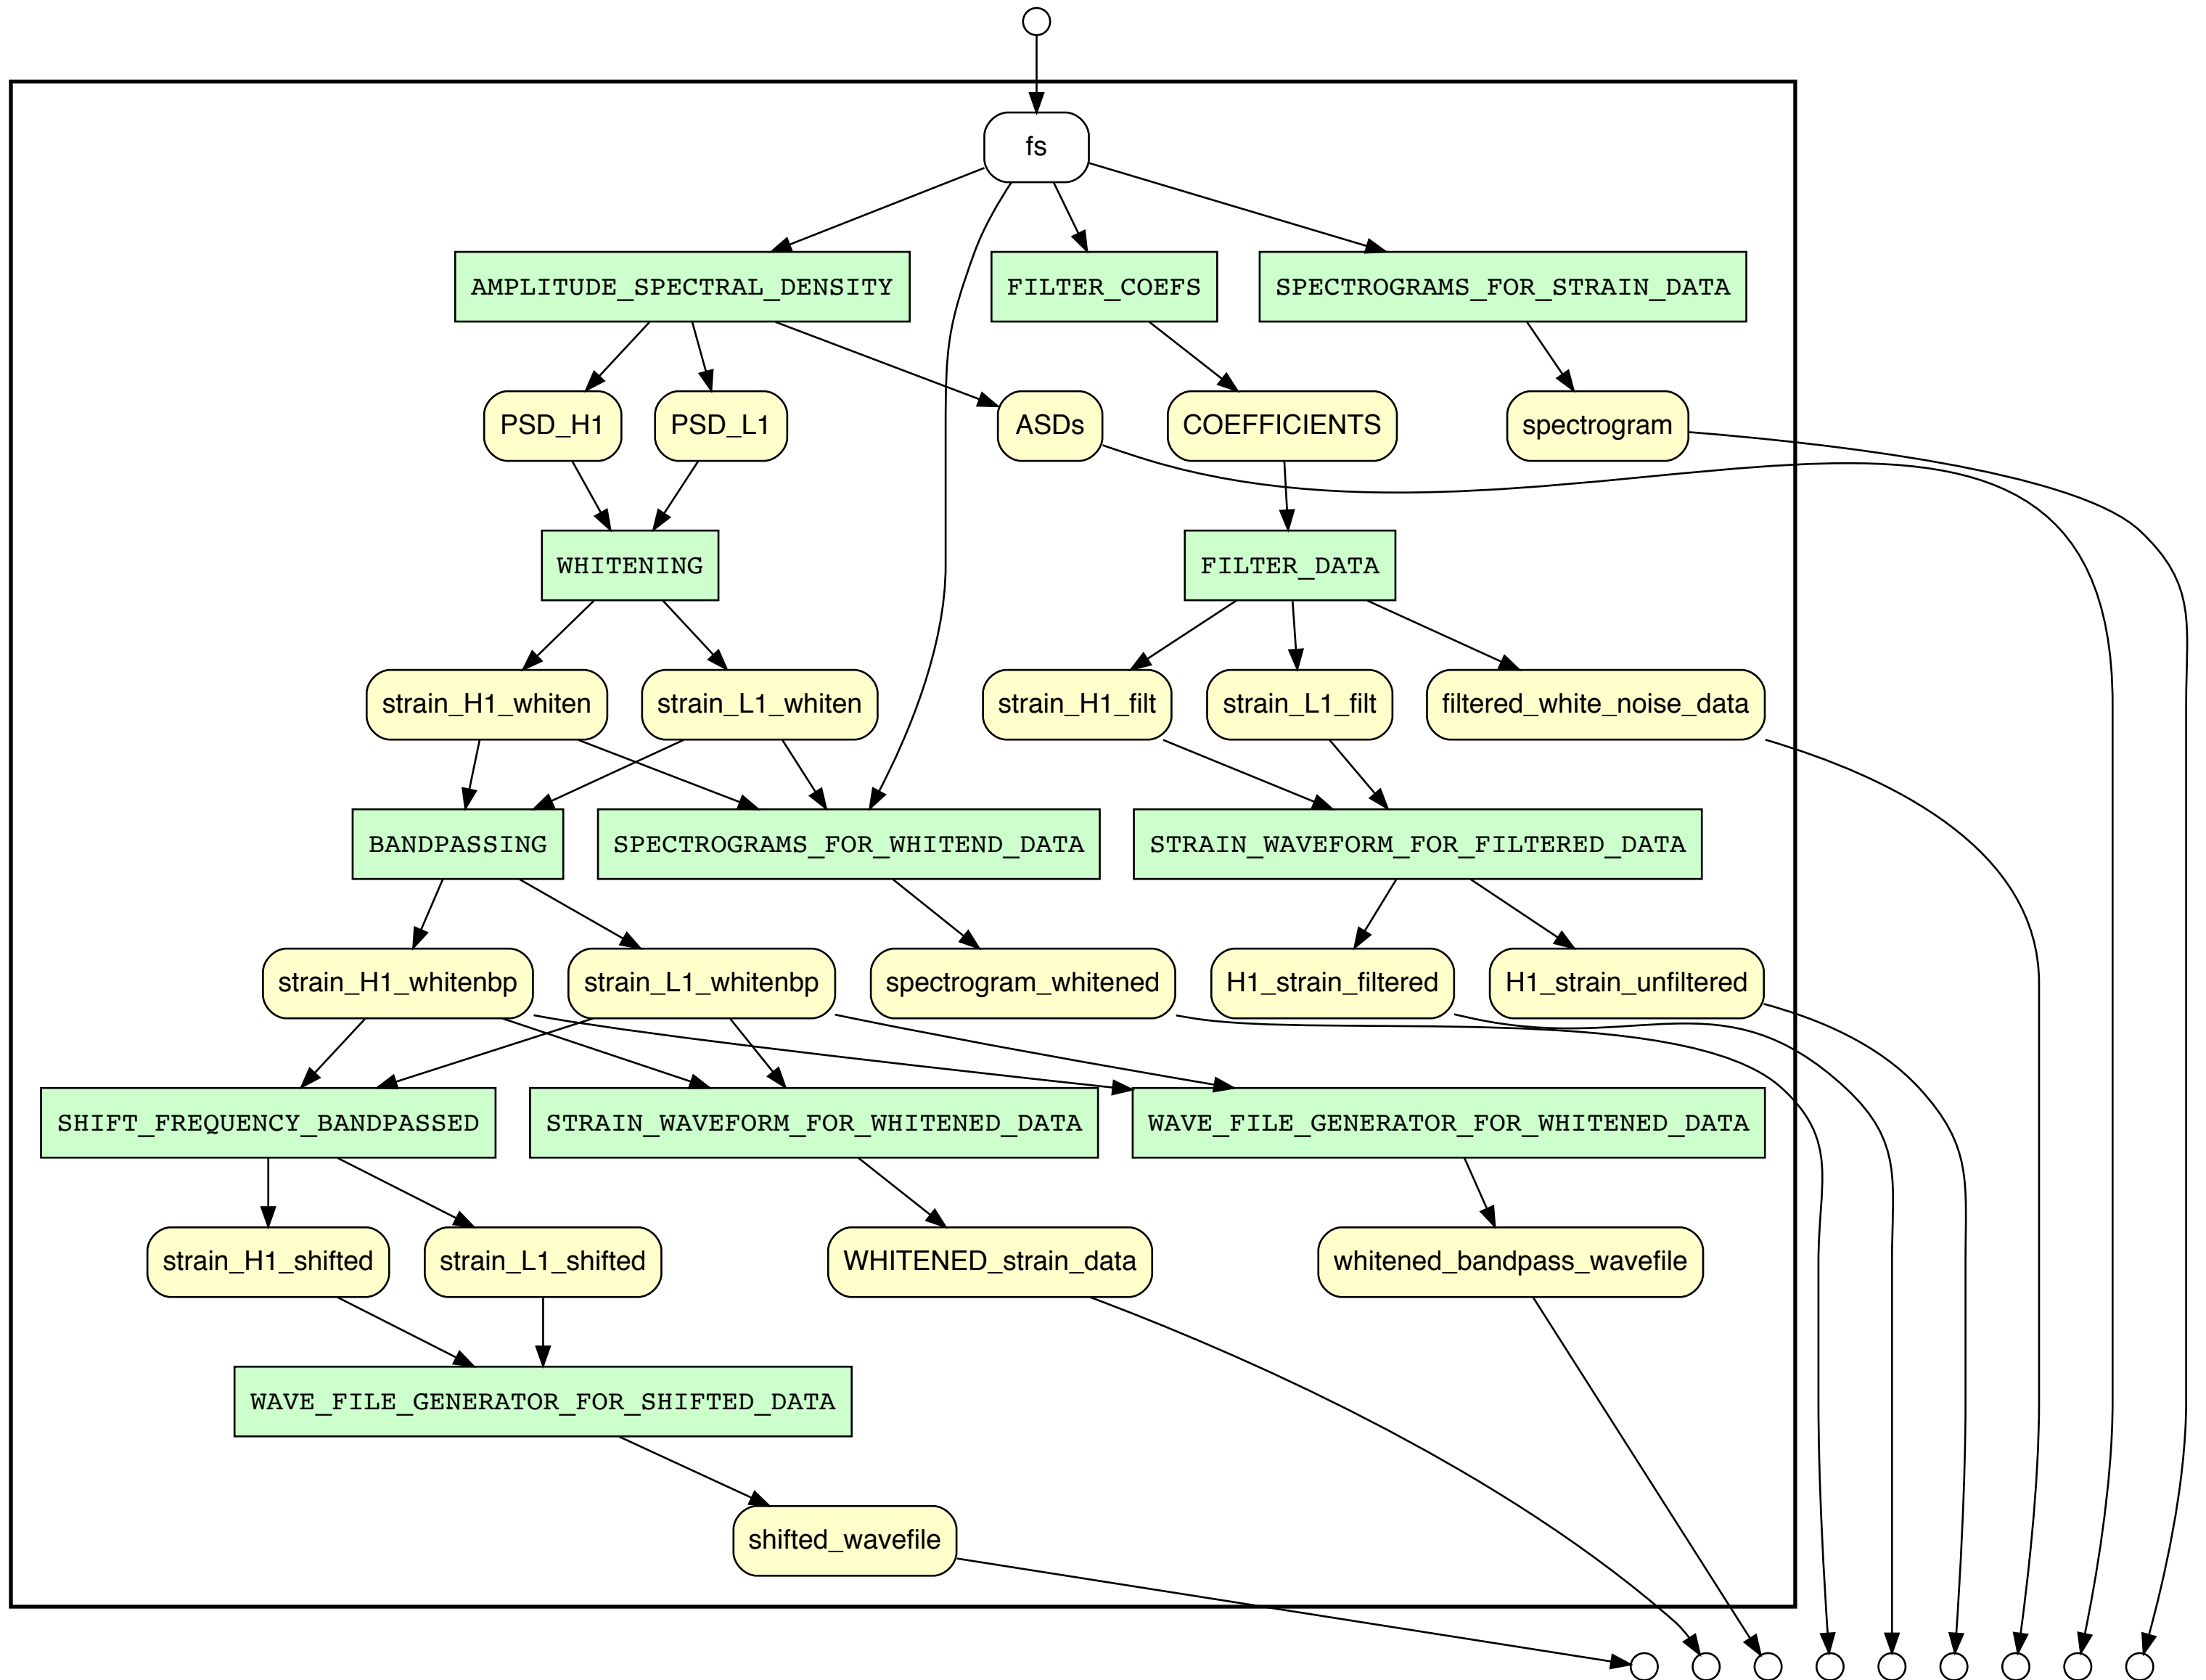 fs
AMPLITUDE_SPECTRAL_DENSITY
FILTER_COEFS
SPECTROGRAMS_FOR_STRAIN_DATA
PSD_H1
PSD_L1
ASDs
COEFFICIENTS
spectrogram
WHITENING
FILTER_DATA
strain_H1_whiten
strain_L1_whiten
strain_H1_filt
strain_L1_filt
filtered_white_noise_data
BANDPASSING
SPECTROGRAMS_FOR_WHITEND_DATA
STRAIN_WAVEFORM_FOR_FILTERED_DATA
strain_H1_whitenbp
strain_L1_whitenbp
spectrogram_whitened
H1_strain_filtered
H1_strain_unfiltered
SHIFT_FREQUENCY_BANDPASSED
STRAIN_WAVEFORM_FOR_WHITENED_DATA
WAVE_FILE_GENERATOR_FOR_WHITENED_DATA
strain_H1_shifted
strain_L1_shifted
WHITENED_strain_data
whitened_bandpass_wavefile
WAVE_FILE_GENERATOR_FOR_SHIFTED_DATA
shifted_wavefile